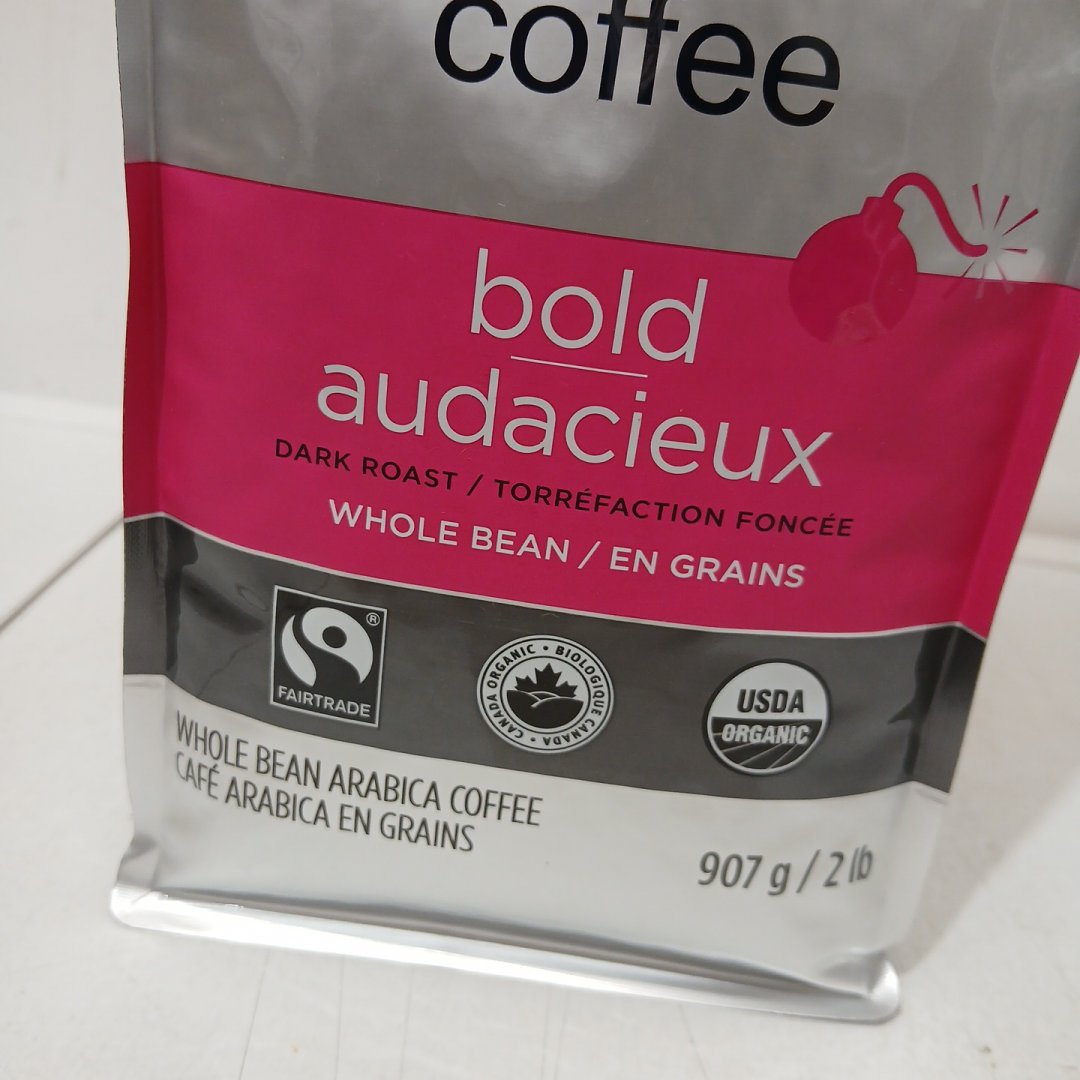 coffee
bold
audacieux
DARK ROAST / TORRÉFACTION FONCÉE
WHOLE BEAN / EN GRAINS
FAIRTRADE ®
CANADA ORGANIC • BIOLOGIQUE CANADA •
USDA
ORGANIC
WHOLE BEAN ARABICA COFFEE
CAFÉ ARABICA EN GRAINS
907 g / 2 lb